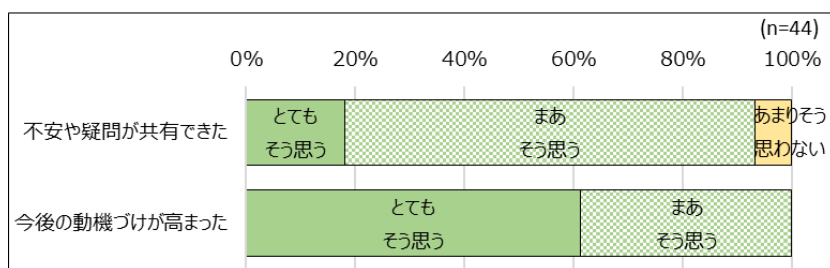 (n=44)
0% 20% 40% 60% 80% 100%
不安や疑問が共有できた
とても
そう思う
まあ
そう思う
あまりそう
思わない
今後の動機づけが高まった
とても
そう思う
まあ
そう思う